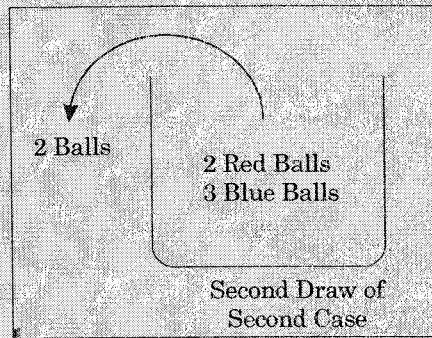 2 Balls
2 Red Balls
3 Blue Balls
Second Draw of
Second Case